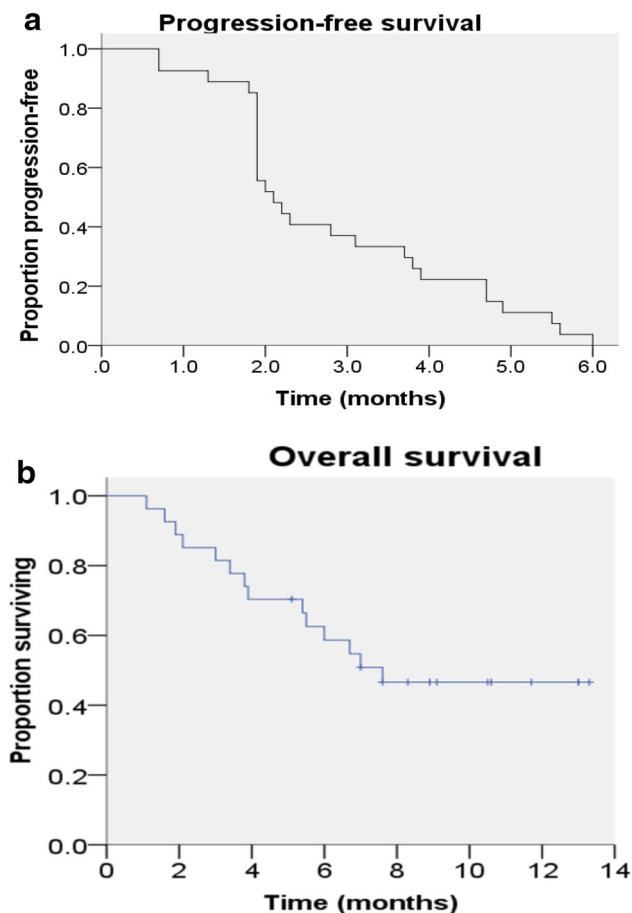 a
Progression-free survival
Proportion progression-free
1.0
0.8
0.6
0.4
0.2
0.0
.0 1.0 2.0 3.0 4.0 5.0 6.0
Time (months)
b
Overall survival
Proportion surviving
1.0
0.8
0.6
0.4
0.2
0.0
0 2 4 6 8 10 12 14
Time (months)